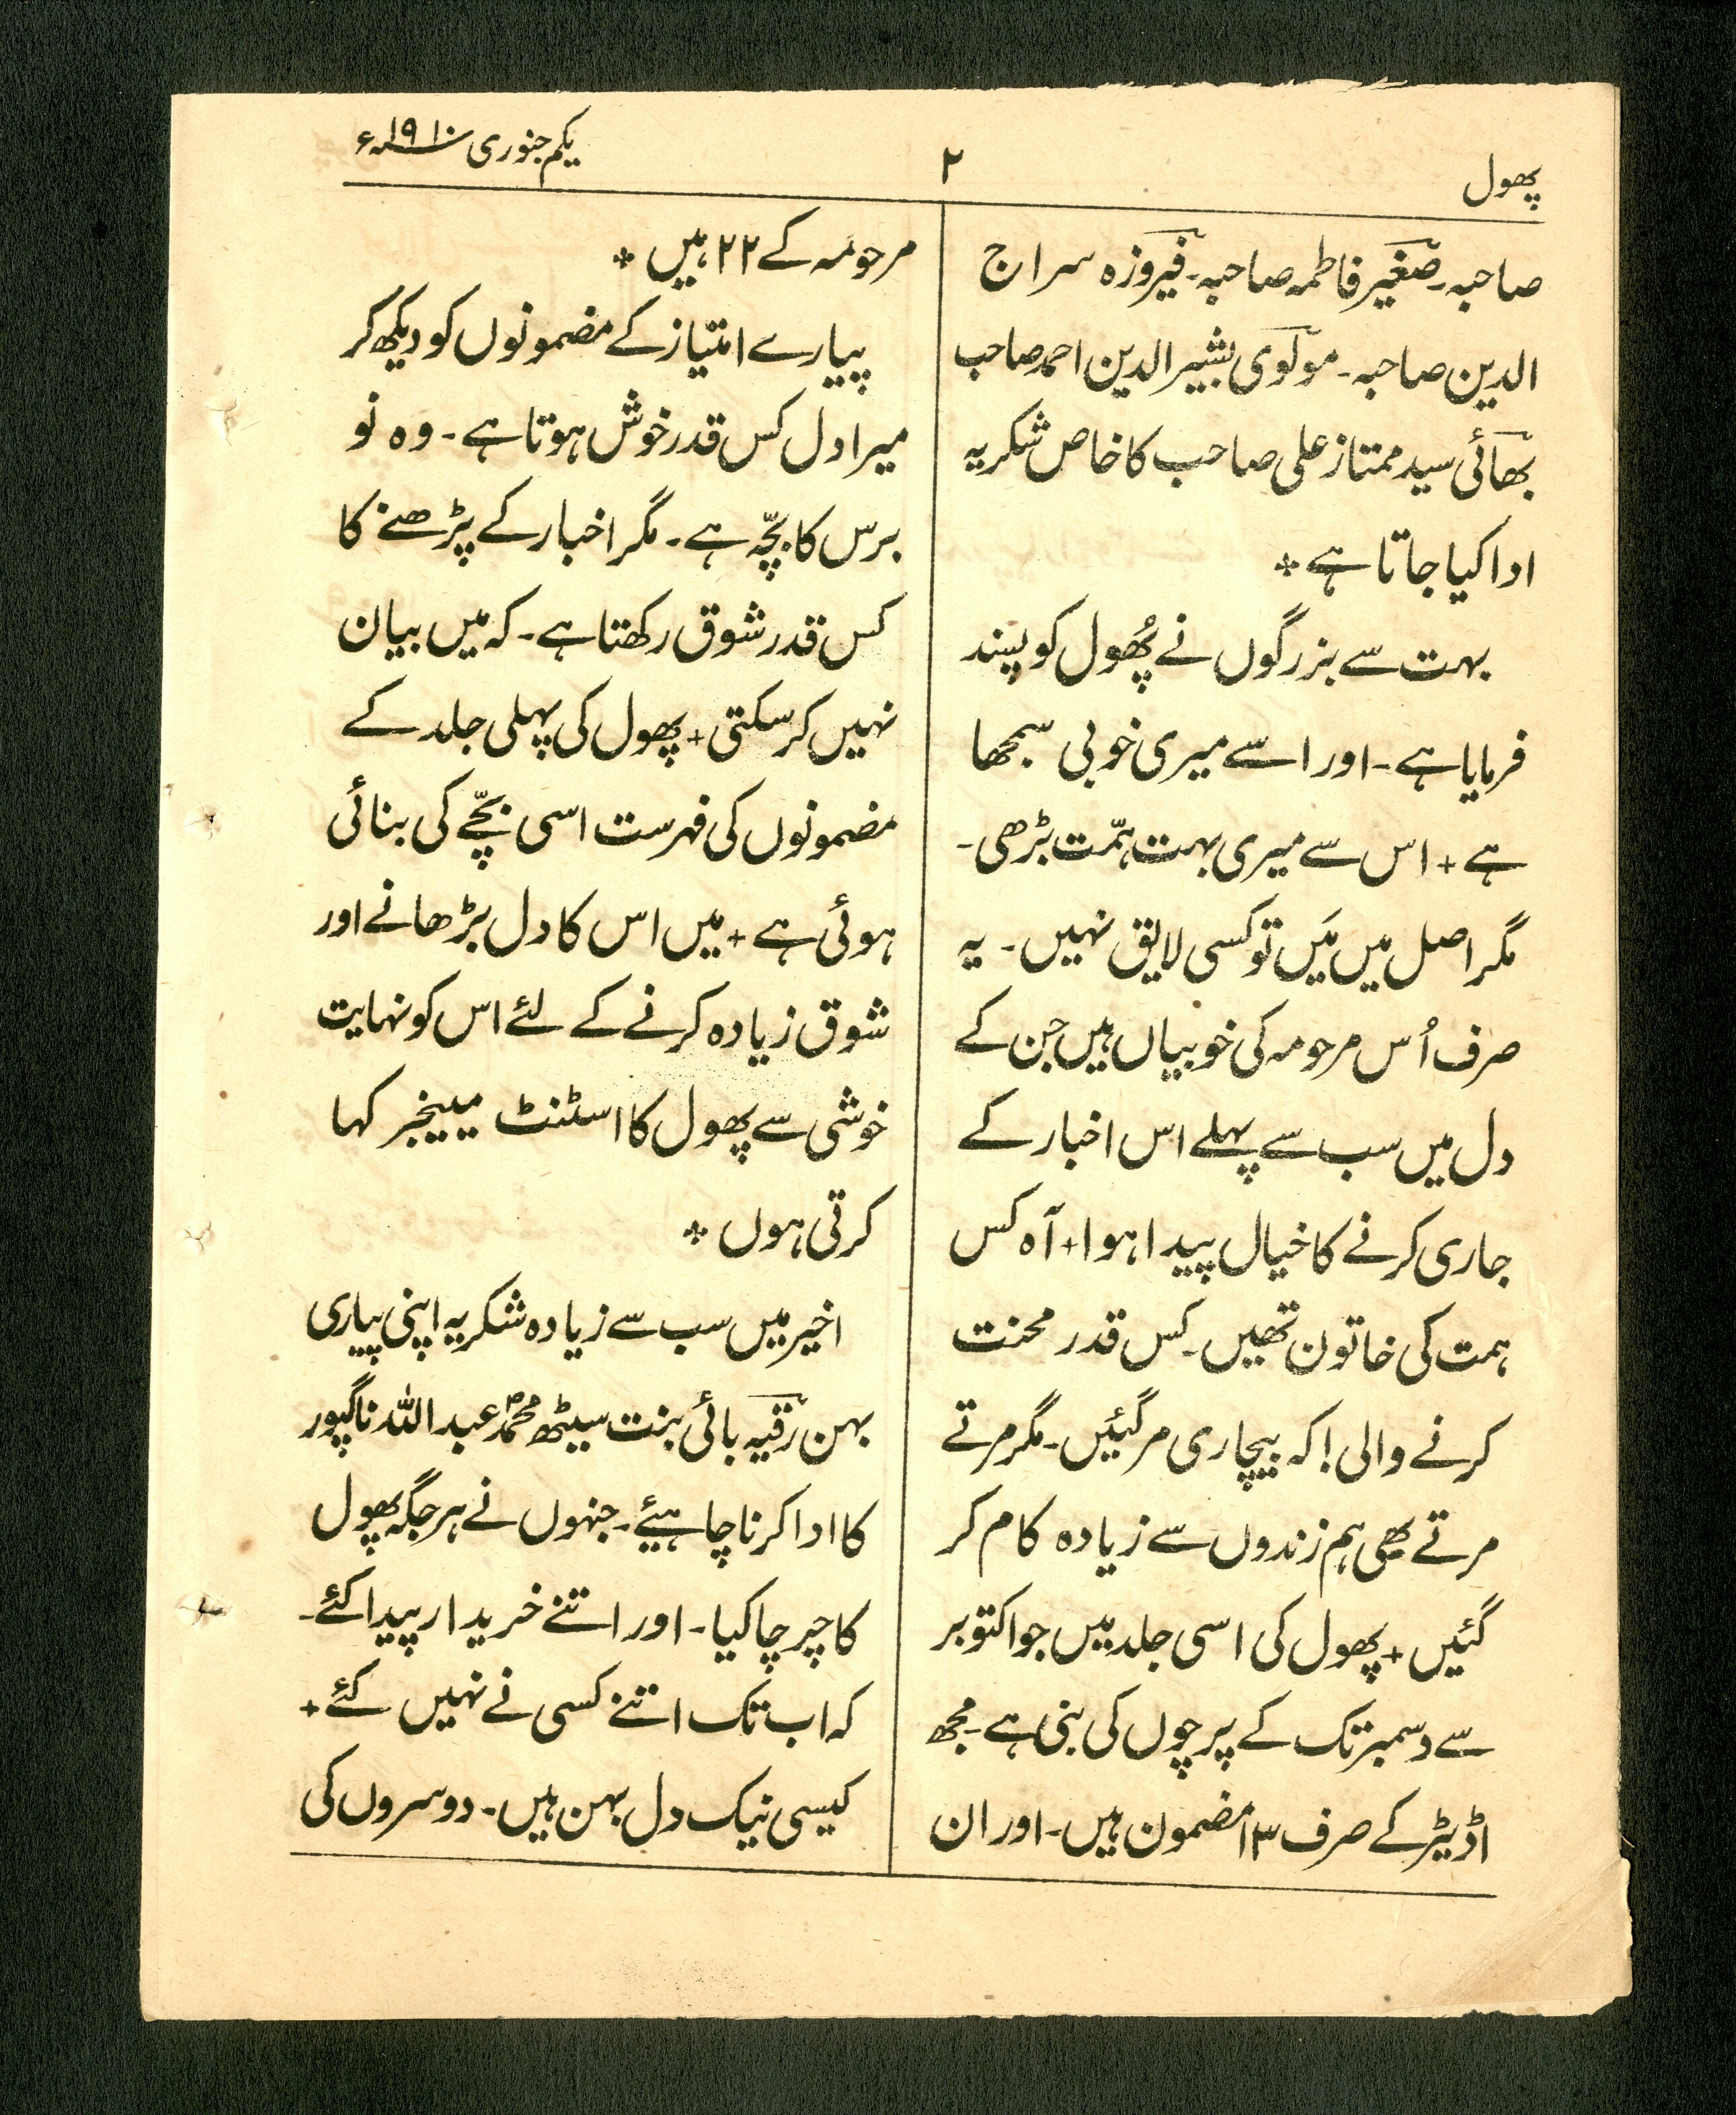 پھول
۲
یکم جنوری ۱۹۱۰ء
صاحبہ۔ صغیر فاطمہ صاحبہ۔ فیروزہ سراج
الدین صاحبہ۔ مولوی بشیر الدین احمد صاحب
بھائی سید ممتاز علی صاحب کا خاص شکریہ
ادا کیا جاتا ہے ٭
بہت سے بزرگوں نے پُھول کو پسند
فرمایا ہے۔ اور اسے میری خوبی سمجھا
ہے + اس سے میری بہت ہمّت بڑھی۔
مگر اصل میں مَیں تو کسی لایق نہیں۔ یہ
صرف اُس مرحومہ کی خوبیاں ہیں جن کے
دل میں سب سے پہلے اس اخبار کے
جاری کرنے کا خیال پیدا ہوا + آہ کس
ہمت کی خاتون تھیں۔ کس قدر محنت
کرنے والی! کہ بیچاری مر گئیں۔ مگر مرتے
مرتے بھی ہم زندوں سے زیادہ کام کر
گئیں + پھول کی اسی جلد میں جو اکتوبر
سے دسمبر تک کے پرچوں کی بنی ہے۔ مجھ
اڈیٹر کے صرف ۱۳ مضمون ہیں۔ اور ان
مرحومہ کے ۲۲ ہیں ٭
پیارے امتیاز کے مضمونوں کو دیکھ کر
میرا دل کس قدر خوش ہوتا ہے۔ وہ نو
برس کا بچّہ ہے۔ مگر اخبار کے پڑھنے کا
کس قدر شوق رکھتا ہے۔ کہ میں بیان
نہیں کر سکتی + پھول کی پہلی جلد کے
مضمونوں کی فہرست اسی بچّے کی بنائی
ہوئی ہے + میں اس کا دل بڑھانے اور
شوق زیادہ کرنے کے لئے اس کو نہایت
خوشی سے پھول کا اسٹنٹ مینیجر کہا
کرتی ہوں ٭
اخیر میں سب سے زیادہ شکریہ اپنی پیاری
بہن رقیہ بائی بنت سیٹھ محمدؐ عبد اللہ ناگپور
کا ادا کرنا چاہیئے۔ جنہوں نے ہر جگہ پھول
کا چرچا کیا۔ اور اتنے خریدار پیدا کئے۔
کہ اب تک اتنے کسی نے نہیں کئے +
کیسی نیک دل بہن ہیں۔ دوسروں کی